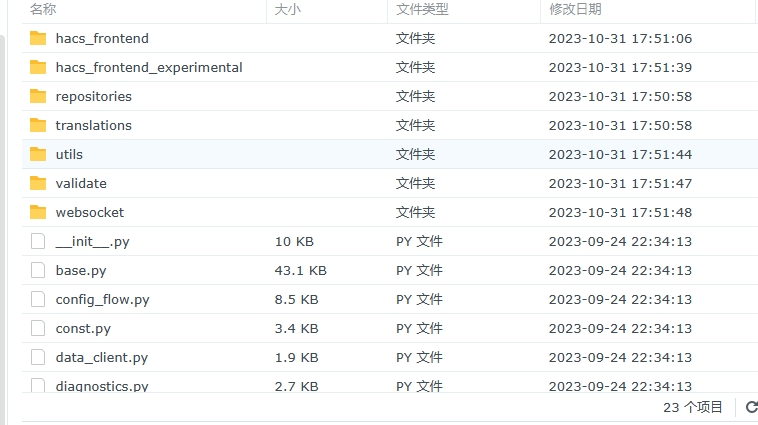 名称 大小 文件类型 修改日期
hacs_frontend 文件夹 2023-10-31 17:51:06
hacs_frontend_experimental 文件夹 2023-10-31 17:51:39
repositories 文件夹 2023-10-31 17:50:58
translations 文件夹 2023-10-31 17:50:58
utils 文件夹 2023-10-31 17:51:44
validate 文件夹 2023-10-31 17:51:47
websocket 文件夹 2023-10-31 17:51:48
__init__.py 10 KB PY 文件 2023-09-24 22:34:13
base.py 43.1 KB PY 文件 2023-09-24 22:34:13
config_flow.py 8.5 KB PY 文件 2023-09-24 22:34:13
const.py 3.4 KB PY 文件 2023-09-24 22:34:13
data_client.py 1.9 KB PY 文件 2023-09-24 22:34:13
diagnostics.py 2.7 KB PY 文件 2023-09-24 22:34:13
23 个项目